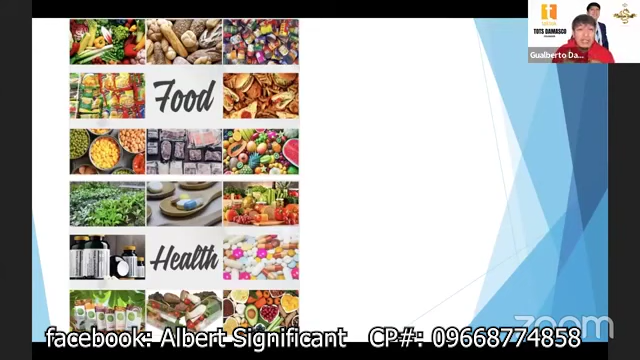 TOTS DAMASCO
Gualberto Da...
Food
Health
zoom
facebook: Albert Significant CP#: 09668774858